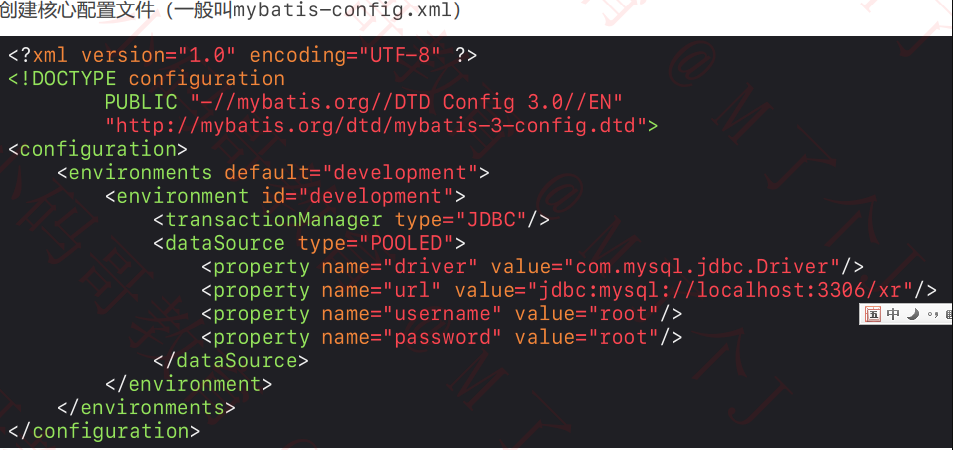 创建核心配置文件（一般叫mybatis-config.xml）
<?xml version="1.0" encoding="UTF-8" ?>
<!DOCTYPE configuration
        PUBLIC "-//mybatis.org//DTD Config 3.0//EN"
        "http://mybatis.org/dtd/mybatis-3-config.dtd">
<configuration>
    <environments default="development">
        <environment id="development">
            <transactionManager type="JDBC"/>
            <dataSource type="POOLED">
                <property name="driver" value="com.mysql.jdbc.Driver"/>
                <property name="url" value="jdbc:mysql://localhost:3306/xr"/>
                <property name="username" value="root"/>
五 中
                <property name="password" value="root"/>
            </dataSource>
        </environment>
    </environments>
</configuration>